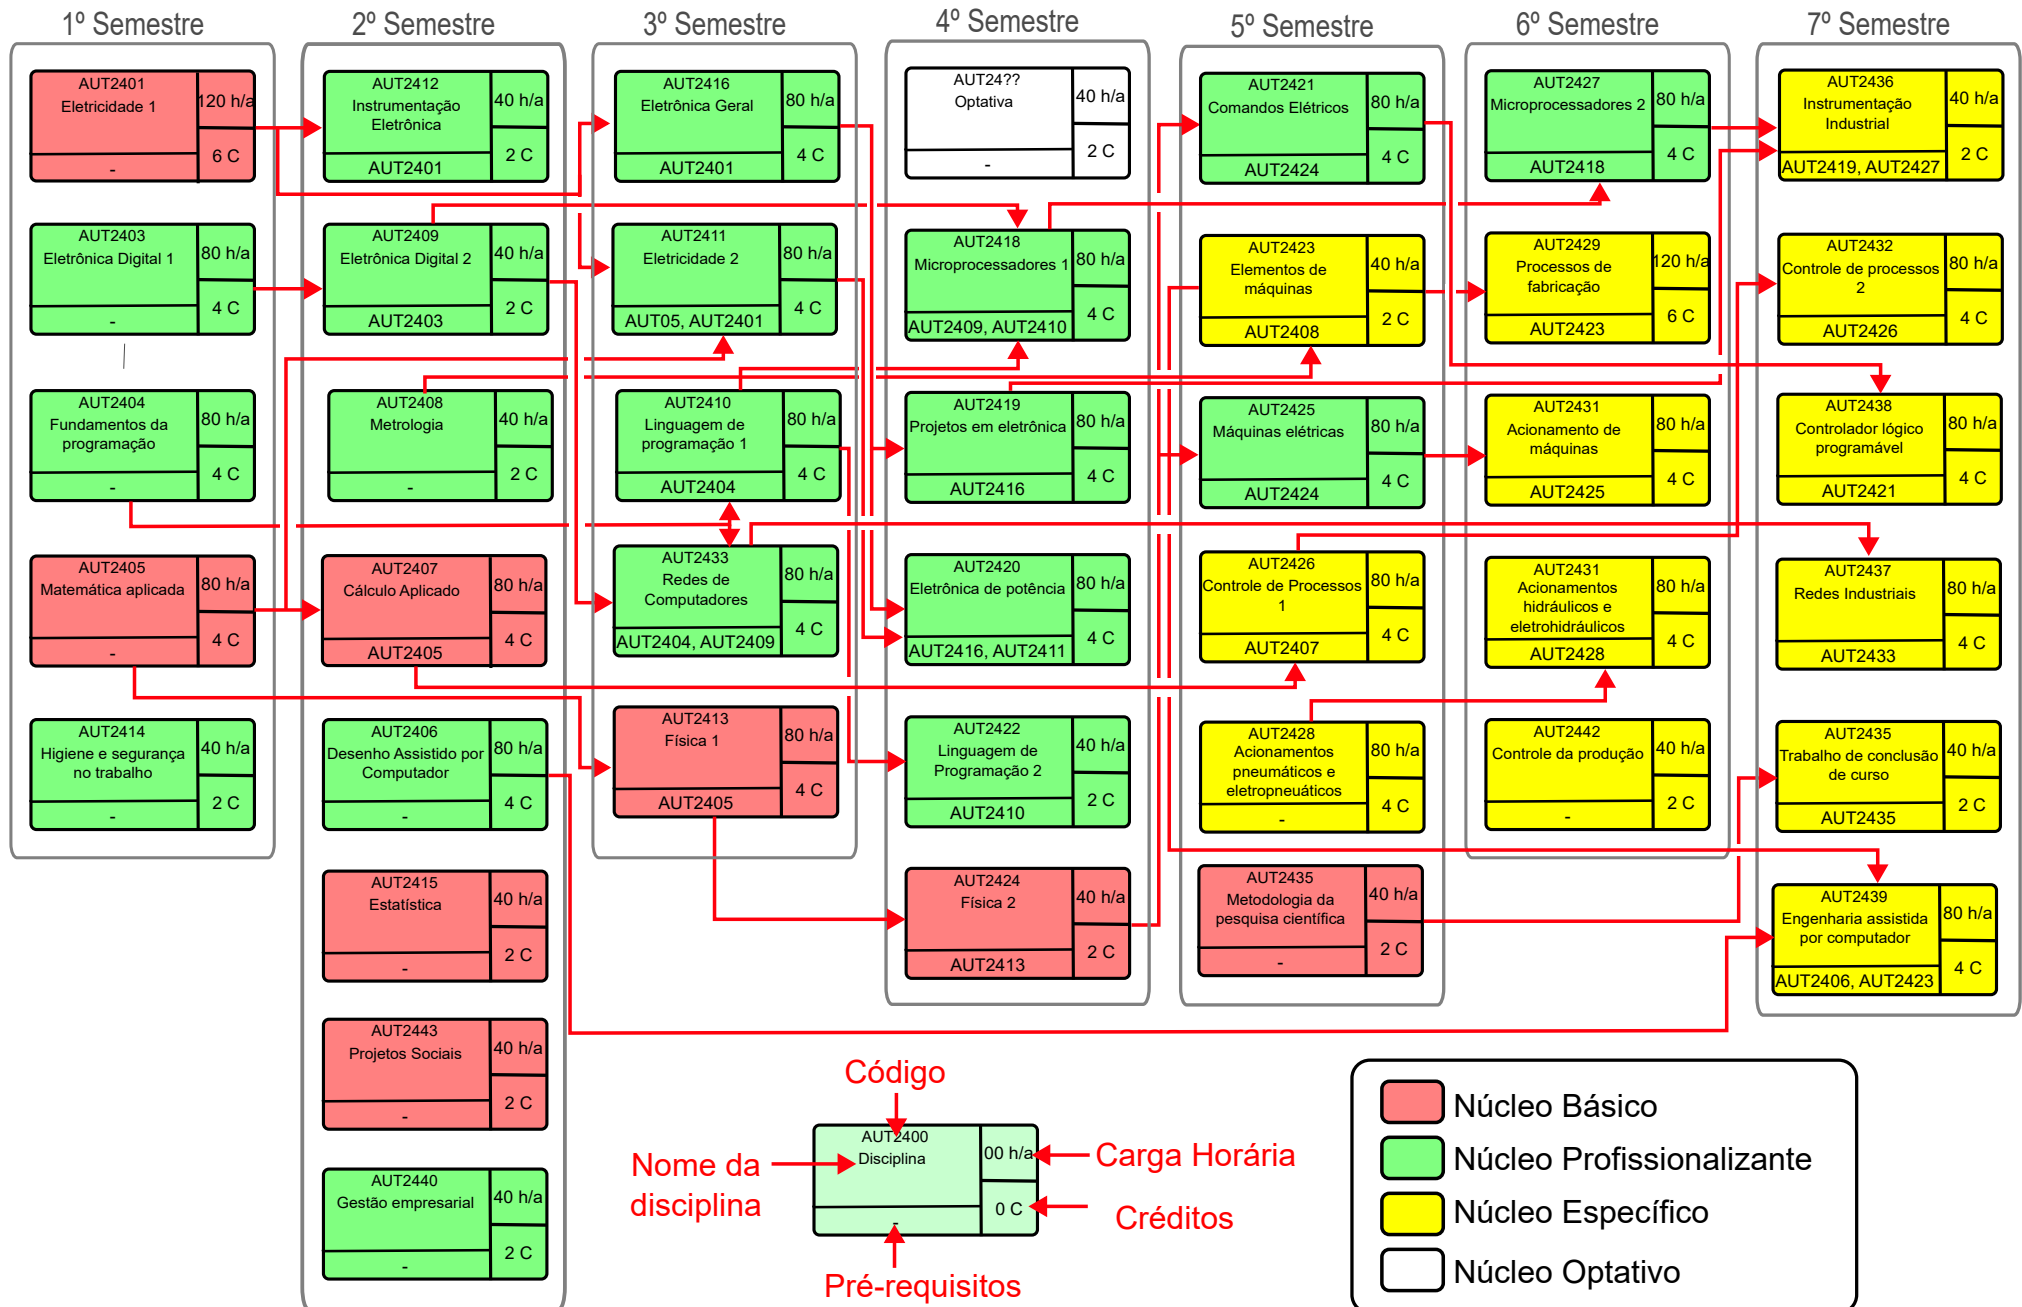 1º Semestre
2º Semestre
3º Semestre
4º Semestre
5º Semestre
6º Semestre
7º Semestre
AUT2401
Eletricidade 1
120 h/a
6 C
-
AUT2403
Eletrônica Digital 1
80 h/a
4 C
-
AUT2404
Fundamentos da
programação
80 h/a
4 C
-
AUT2405
Matemática aplicada
80 h/a
4 C
-
AUT2414
Higiene e segurança
no trabalho
40 h/a
2 C
-
AUT2412
Instrumentação
Eletrônica
40 h/a
2 C
AUT2401
AUT2409
Eletrônica Digital 2
40 h/a
2 C
AUT2403
AUT2408
Metrologia
40 h/a
2 C
-
AUT2407
Cálculo Aplicado
80 h/a
4 C
AUT2405
AUT2406
Desenho Assistido por
Computador
80 h/a
4 C
-
AUT2415
Estatística
40 h/a
2 C
-
AUT2443
Projetos Sociais
40 h/a
2 C
-
AUT2440
Gestão empresarial
40 h/a
2 C
-
AUT2416
Eletrônica Geral
80 h/a
4 C
AUT2401
AUT2411
Eletricidade 2
80 h/a
4 C
AUT05, AUT2401
AUT2410
Linguagem de
programação 1
80 h/a
4 C
AUT2404
AUT2433
Redes de
Computadores
80 h/a
4 C
AUT2404, AUT2409
AUT2413
Física 1
80 h/a
4 C
AUT2405
AUT24??
Optativa
40 h/a
2 C
-
AUT2418
Microprocessadores 1
80 h/a
4 C
AUT2409, AUT2410
AUT2419
Projetos em eletrônica
80 h/a
4 C
AUT2416
AUT2420
Eletrônica de potência
80 h/a
4 C
AUT2416, AUT2411
AUT2422
Linguagem de
Programação 2
40 h/a
2 C
AUT2410
AUT2424
Física 2
40 h/a
2 C
AUT2413
AUT2421
Comandos Elétricos
80 h/a
4 C
AUT2424
AUT2423
Elementos de
máquinas
40 h/a
2 C
AUT2408
AUT2425
Máquinas elétricas
80 h/a
4 C
AUT2424
AUT2426
Controle de Processos
1
80 h/a
4 C
AUT2407
AUT2428
Acionamentos
pneumáticos e
eletropneuáticos
80 h/a
4 C
-
AUT2435
Metodologia da
pesquisa científica
40 h/a
2 C
-
AUT2427
Microprocessadores 2
80 h/a
4 C
AUT2418
AUT2429
Processos de
fabricação
120 h/a
6 C
AUT2423
AUT2431
Acionamento de
máquinas
80 h/a
4 C
AUT2425
AUT2431
Acionamentos
hidráulicos e
eletrohidráulicos
80 h/a
4 C
AUT2428
AUT2442
Controle da produção
40 h/a
2 C
-
AUT2436
Instrumentação
Industrial
40 h/a
2 C
AUT2419, AUT2427
AUT2432
Controle de processos
2
80 h/a
4 C
AUT2426
AUT2438
Controlador lógico
programável
80 h/a
4 C
AUT2421
AUT2437
Redes Industriais
80 h/a
4 C
AUT2433
AUT2435
Trabalho de conclusão
de curso
40 h/a
2 C
AUT2435
AUT2439
Engenharia assistida
por computador
80 h/a
4 C
AUT2406, AUT2423
Código
Nome da
disciplina
AUT2400
Disciplina
00 h/a
0 C
-
Carga Horária
Créditos
Pré-requisitos
Núcleo Básico
Núcleo Profissionalizante
Núcleo Específico
Núcleo Optativo